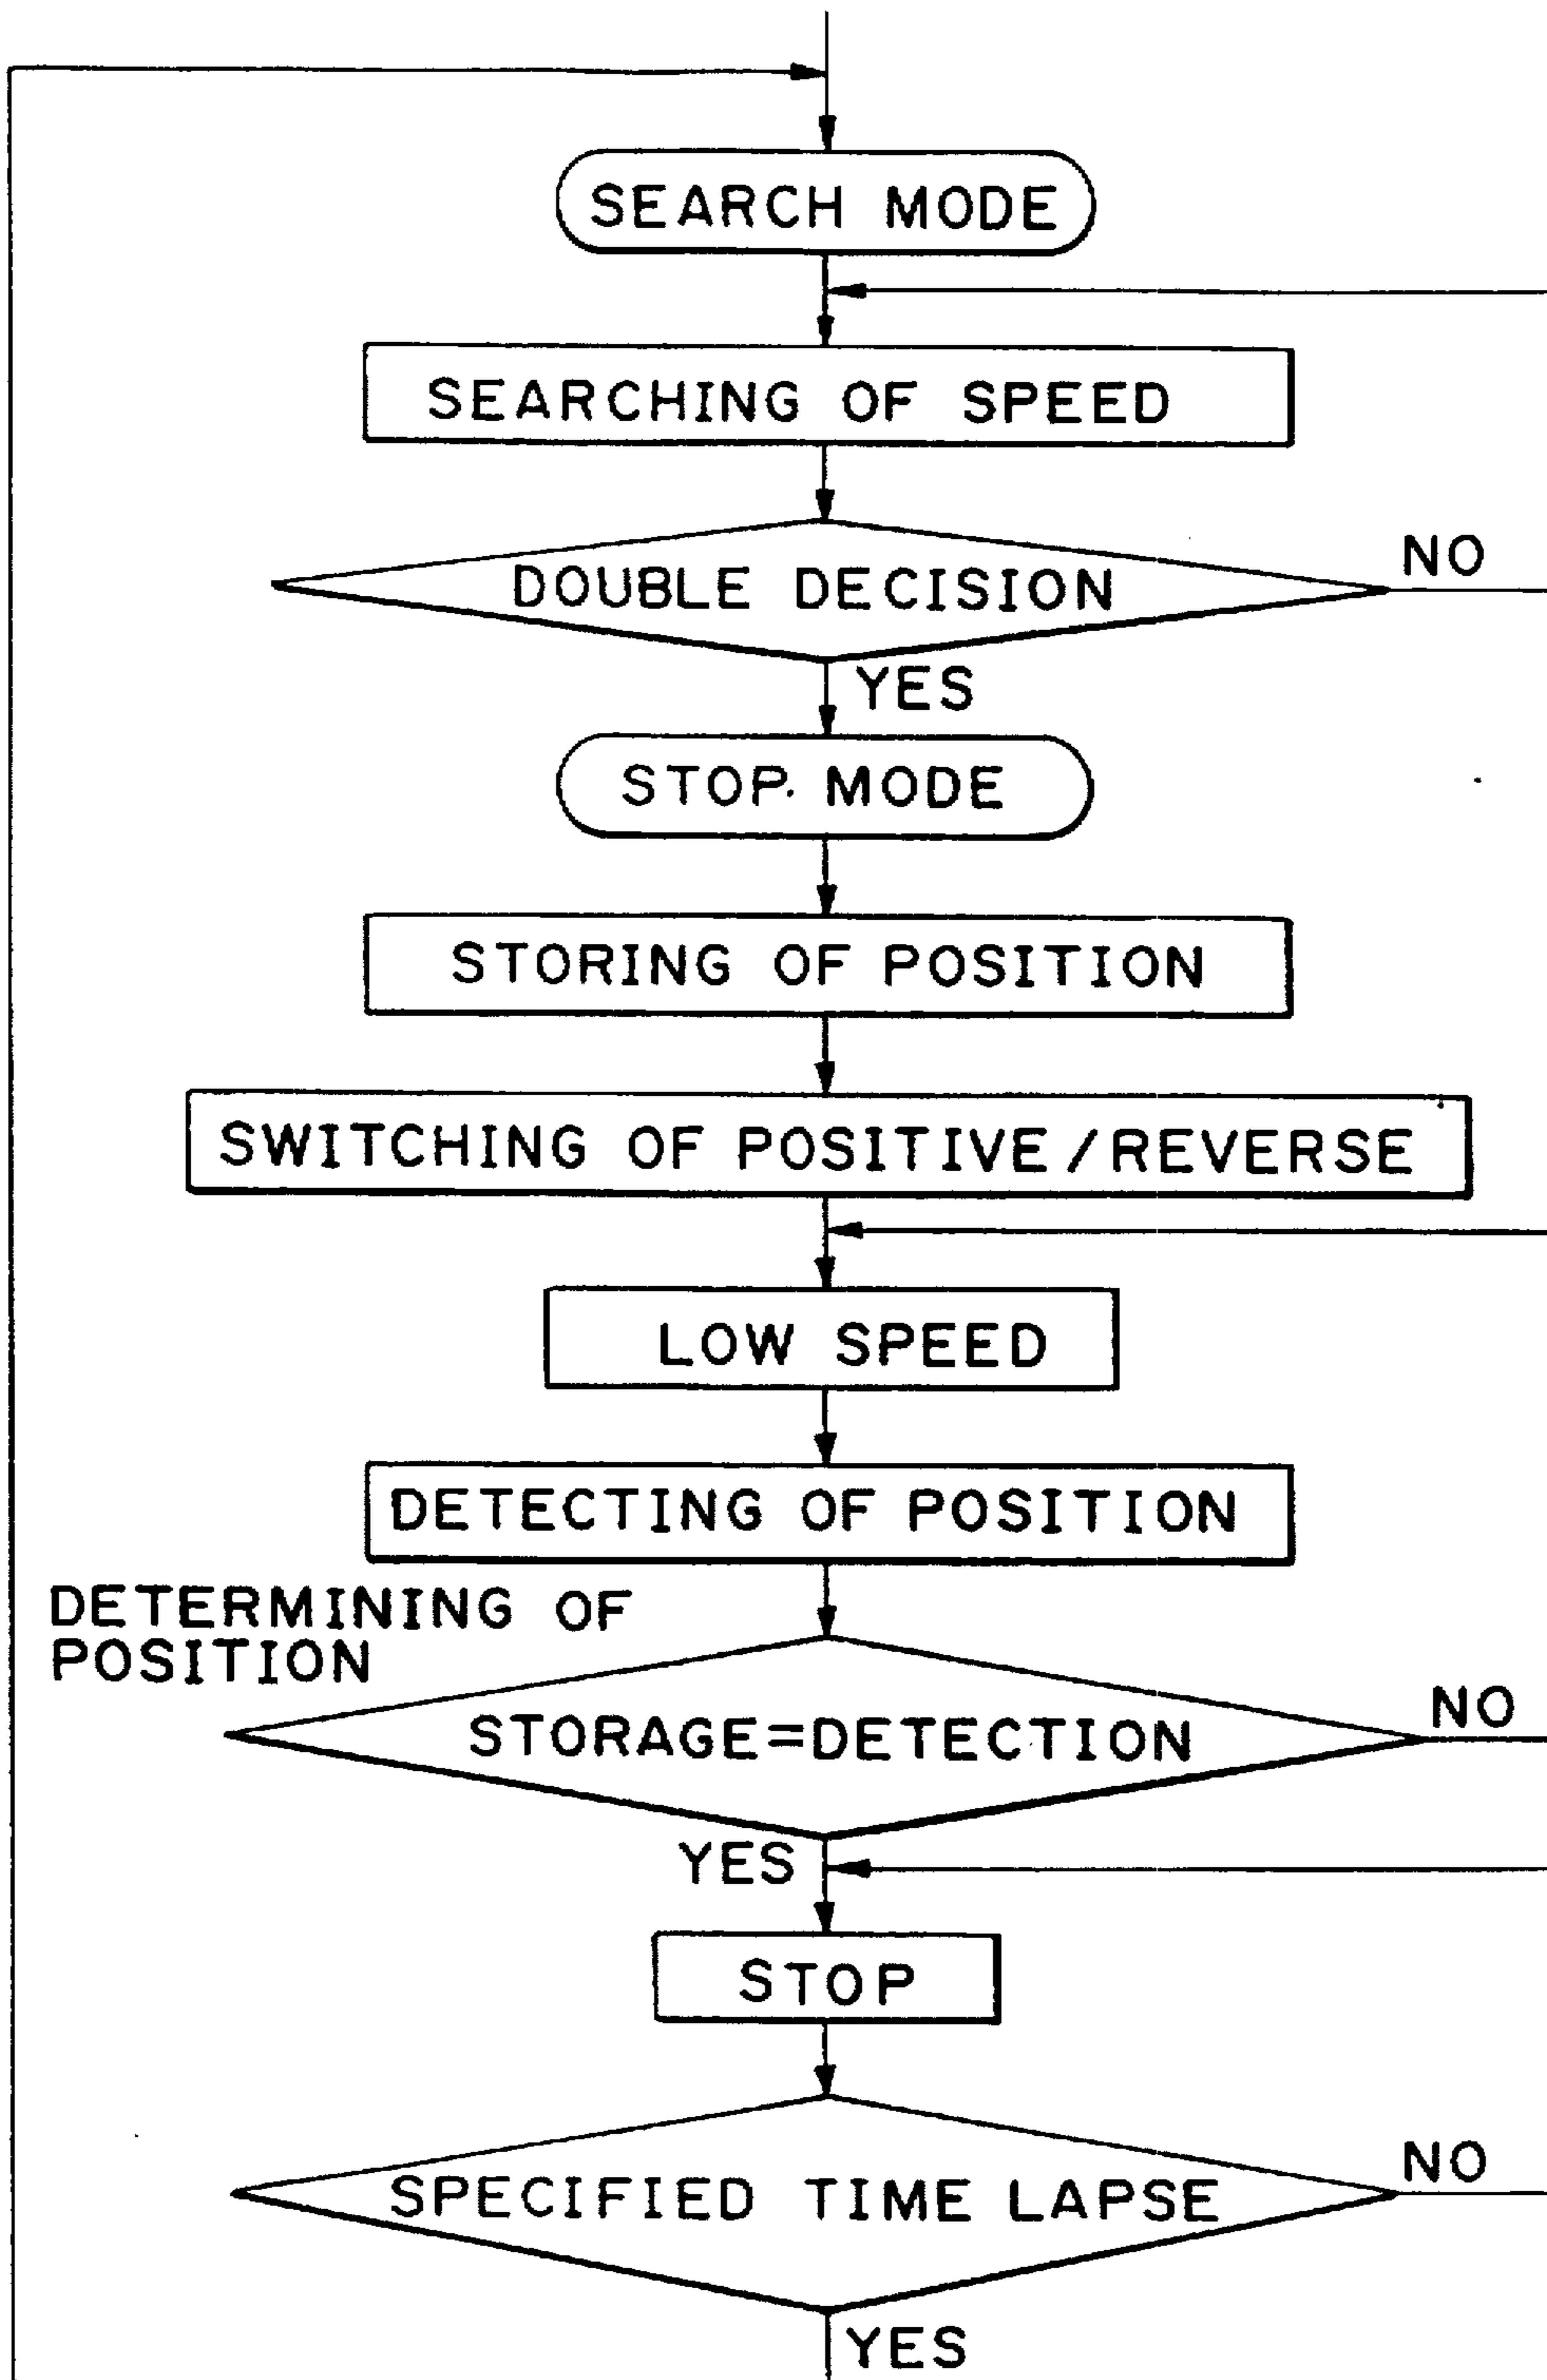 SEARCH MODE
SEARCHING OF SPEED
DOUBLE DECISION
NO
YES
STOP MODE
STORING OF POSITION
SWITCHING OF POSITIVE/REVERSE
LOW SPEED
DETECTING OF POSITION
DETERMINING OF
POSITION
STORAGE=DETECTION
NO
YES
STOP
SPECIFIED TIME LAPSE
NO
YES